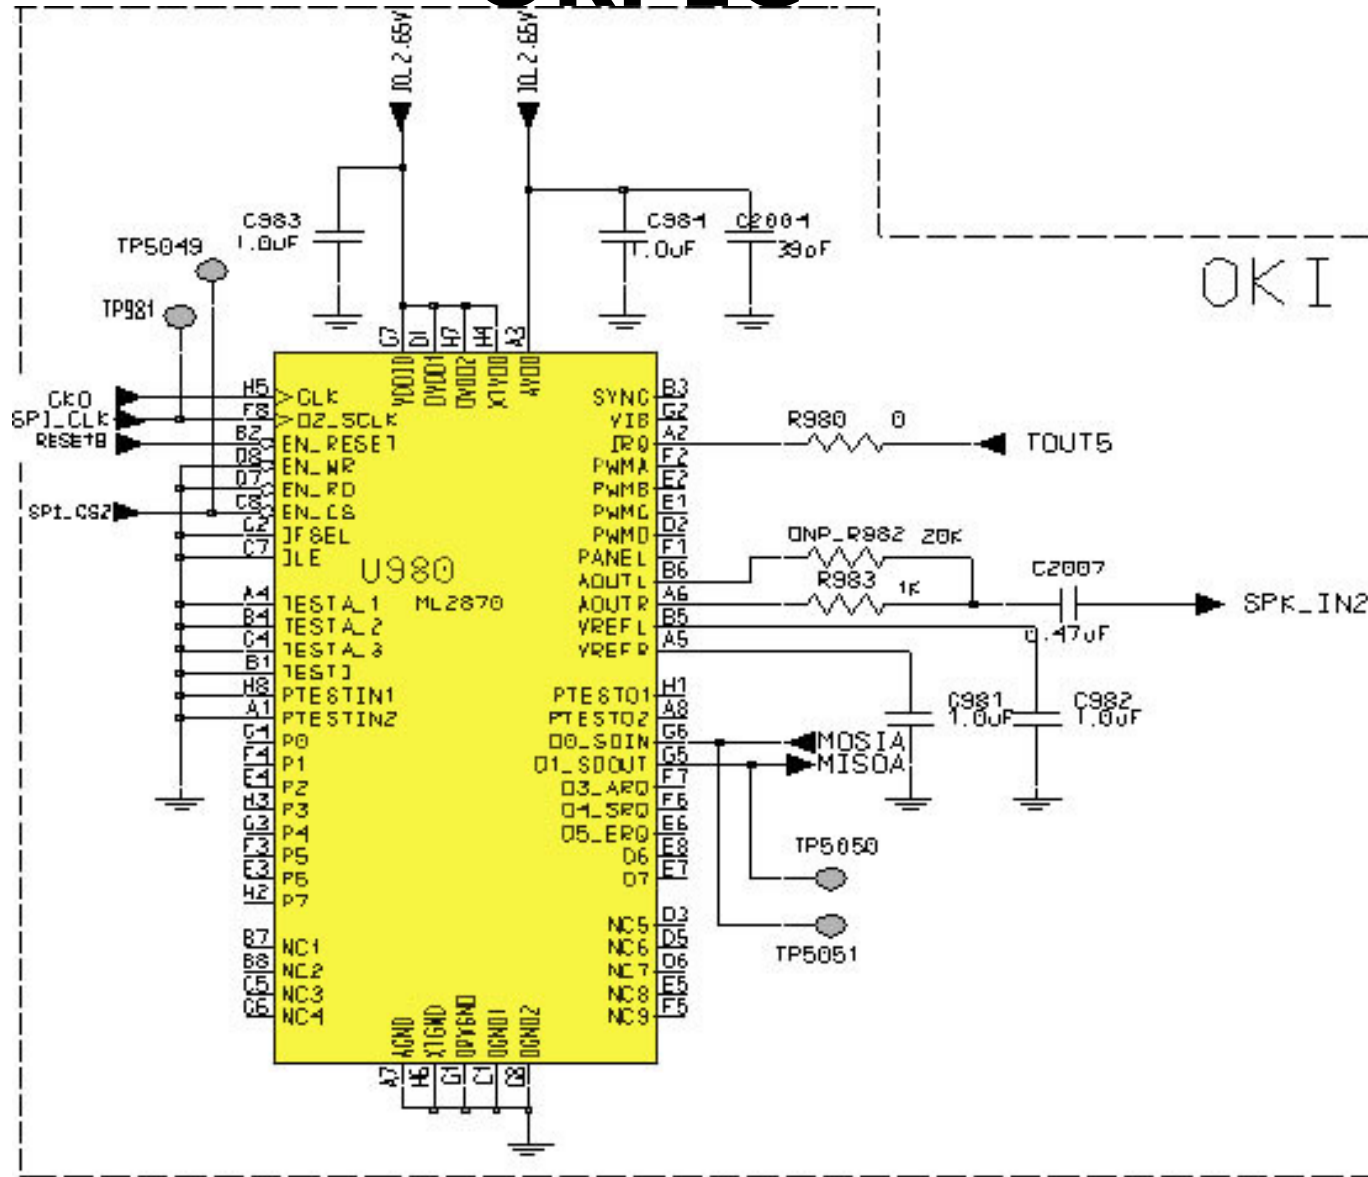 IO_2.65V
IO_2.65V
C983
1.0uF
C984
1.0uF
C2004
39pF
TP5049
TP981
OKI
G7
D1
H7
H4
A3
VDDIO
DVDD1
DVDD2
XTVDD
AVDD
CKO
SPI_CLK
RESETB
SPI_CS2
H5
CLK
F8
D2_SCLK
B2
EN_RESET
D8
EN_WR
D7
EN_RD
C8
EN_CS
C2
IFSEL
C7
ILE
U980
ML2870
A4
TESTA_1
B4
TESTA_2
C4
TESTA_3
B1
TESTI
H8
PTESTIN1
A1
PTESTIN2
G4
P0
F4
P1
E4
P2
H3
P3
G3
P4
F3
P5
E3
P6
H2
P7
B7
NC1
B8
NC2
C5
NC3
C6
NC4
SYNC
B3
VIB
G2
IRQ
A2
PWMA
F2
PWMB
E2
PWMC
E1
PWMD
D2
PANEL
F1
AOUTL
B6
AOUTR
A6
VREFL
B5
VREFR
A5
PTESTO1
H1
PTESTO2
A8
D0_SDIN
G6
D1_SDOUT
G5
D3_ARQ
F7
D4_SRQ
F6
D5_ERQ
E6
D6
E8
D7
E7
NC5
D3
NC6
D5
NC7
D6
NC8
E5
NC9
F5
R980 0
TOUT5
DNP_R982 20K
R983
1K
C2007
0.47uF
SPK_IN2
C981
1.0uF
C982
1.0uF
MOSIA
MISOA
TP5050
TP5051
AGND
XTGND
DGND1
DGND2
A7
H6
G1
C1
G8